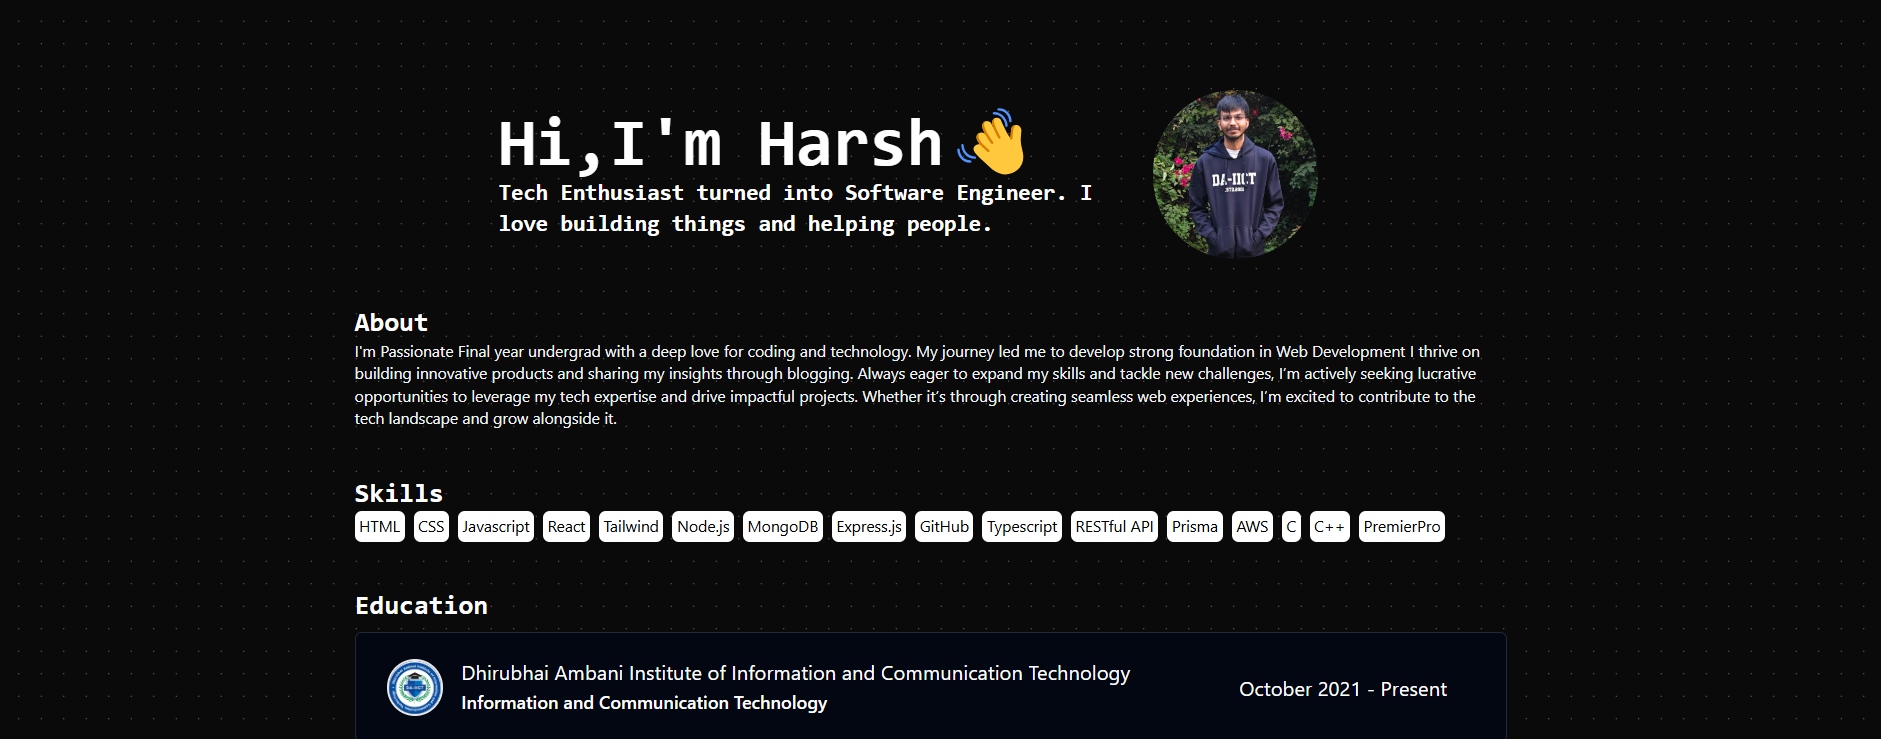 Hi,I'm Harsh
Tech Enthusiast turned into Software Engineer. I
love building things and helping people.
DA-IICT
About
I'm Passionate Final year undergrad with a deep love for coding and technology. My journey led me to develop strong foundation in Web Development I thrive on
building innovative products and sharing my insights through blogging. Always eager to expand my skills and tackle new challenges, I’m actively seeking lucrative
opportunities to leverage my tech expertise and drive impactful projects. Whether it’s through creating seamless web experiences, I’m excited to contribute to the
tech landscape and grow alongside it.
Skills
HTML CSS Javascript React Tailwind Node.js MongoDB Express.js GitHub Typescript RESTful API Prisma AWS C C++ PremierPro
Education
DA-IICT
Dhirubhai Ambani Institute of Information and Communication Technology
Information and Communication Technology
October 2021 - Present